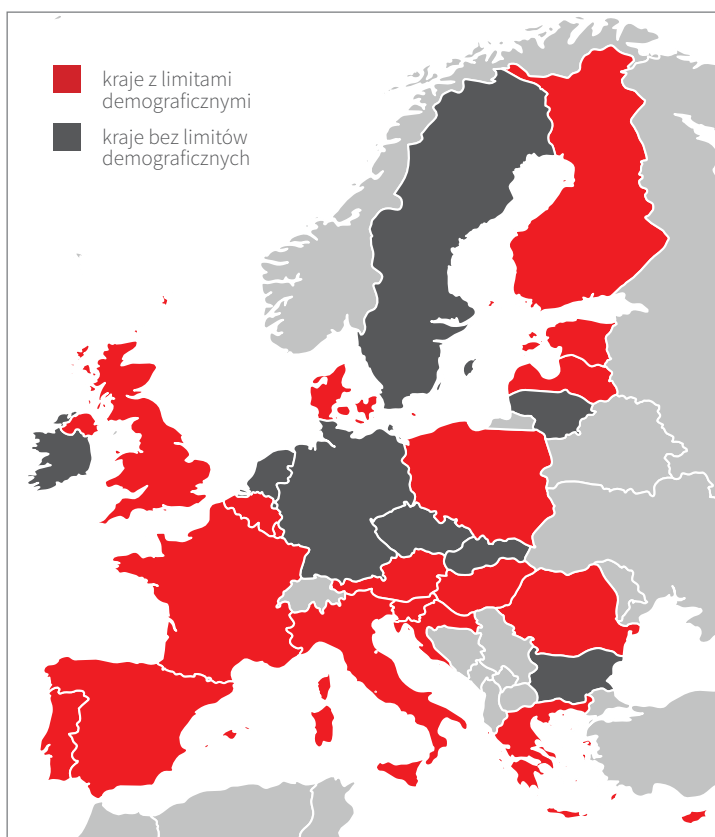 kraje z limitami
demograficznymi
kraje bez limitów
demograficznych